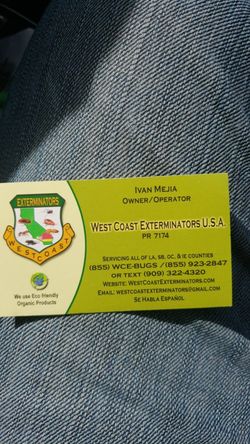 EXTERMINATORS
WESTCOAST
We use Eco friendly
Organic Products
IVAN MEJIA
OWNER/OPERATOR
WEST COAST EXTERMINATORS U.S.A.
PR 7174
SERVICING ALL OF LA, SB, OC, & IE COUNTIES
(855) WCE-BUGS / (855) 923-2847
OR TEXT (909) 322-4320
WEBSITE: WESTCOASTEXTERMINATORS.COM
EMAIL: WESTCOASTEXTERMINATORS@GMAIL.COM
SE HABLA ESPAÑOL